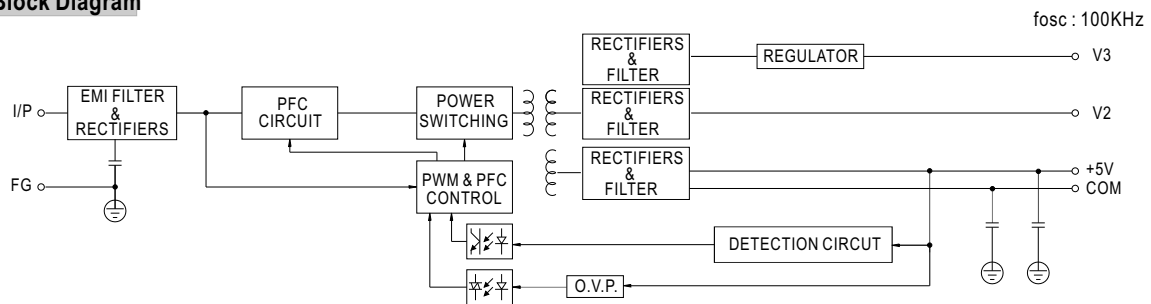 Block Diagram
fosc : 100KHz
RECTIFIERS
&
FILTER
REGULATOR
V3
I/P
EMI FILTER
&
RECTIFIERS
PFC
CIRCUIT
POWER
SWITCHING
RECTIFIERS
&
FILTER
V2
FG
PWM & PFC
CONTROL
RECTIFIERS
&
FILTER
+5V
COM
DETECTION CIRCUT
O.V.P.